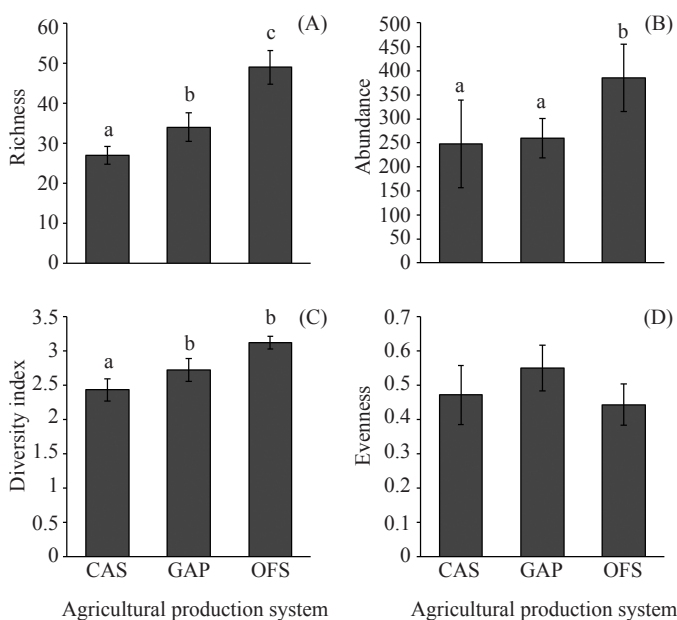 (A)
Richness
60
50
40
30
20
10
0
a
b
c
(B)
Abundance
500
450
400
350
300
250
200
150
100
50
0
a
a
b
(C)
Diversity index
3.5
3
2.5
2
1.5
1
0.5
0
a
b
b
CAS GAP OFS
Agricultural production system
(D)
Evenness
0.7
0.6
0.5
0.4
0.3
0.2
0.1
0
CAS GAP OFS
Agricultural production system